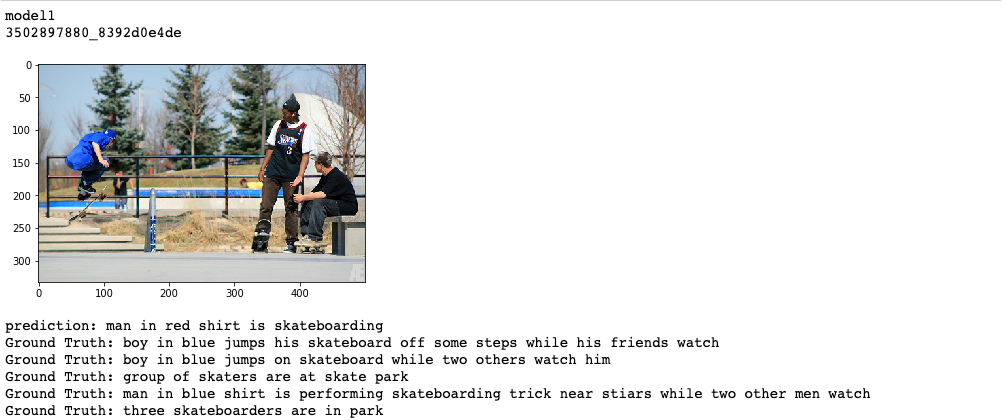 model1
3502897880_8392d0e4de
0
50
100
150
200
250
300
0 100 200 300 400
prediction: man in red shirt is skateboarding
Ground Truth: boy in blue jumps his skateboard off some steps while his friends watch
Ground Truth: boy in blue jumps on skateboard while two others watch him
Ground Truth: group of skaters are at skate park
Ground Truth: man in blue shirt is performing skateboarding trick near stiars while two other men watch
Ground Truth: three skateboarders are in park